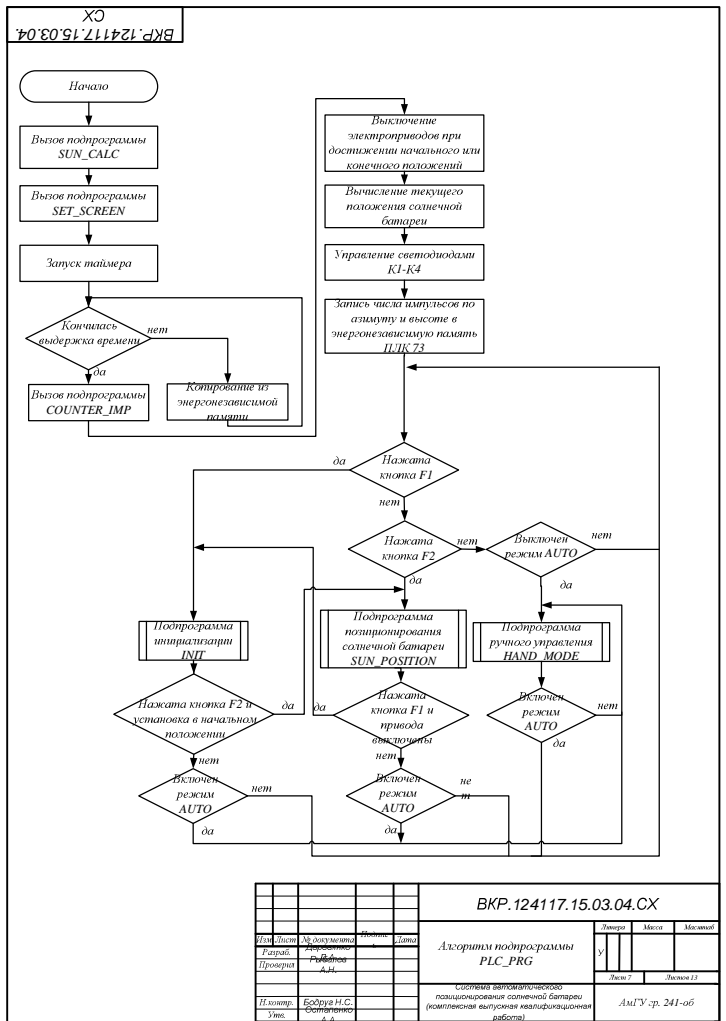 ВКР.124117.15.03.04.
СХ
Начало
Вызов подпрограммы
SUN_CALC
Вызов подпрограммы
SET_SCREEN
Запуск таймера
Кончилась
выдержка времени
нет
да
Вызов подпрограммы
COUNTER_IMP
Копирование из
энергонезависимой
памяти
Выключение
электроприводов при
достижении начального или
конечного положений
Вычисление текущего
положения солнечной
батареи
Управление светодиодами
К1-К4
Запись числа импульсов по
азимуту и высоте в
энергонезависимую память
ПЛК 73
Нажата
кнопка F1
да
нет
Нажата
кнопка F2
нет
да
Выключен
режим AUTO
нет
да
Подпрограмма
инициализации
INIT
Подпрограмма
позиционирования
солнечной батареи
SUN_POSITION
Подпрограмма
ручного управления
HAND_MODE
Нажата кнопка F2 и
установка в начальном
положении
да
нет
Нажата
кнопка F1 и
привода
выключены
да
нет
Включен
режим
AUTO
нет
да
Включен
режим
AUTO
нет
да
Включен
режим
AUTO
не
т
да
ВКР.124117.15.03.04.СХ
Изм
Лист
№ документа
Дата
Разраб.
Проверил
А.Н.
Н.контр.
Бодруг Н.С.
Утв.
Остапенко
А.А.
Алгоритм подпрограммы
PLC_PRG
Литера
Масса
Масштаб
У
Лист 7
Листов 13
Система автоматического
позиционирования солнечной батареи
(комплексная выпускная квалификационная
работа)
АмГУ гр. 241-об